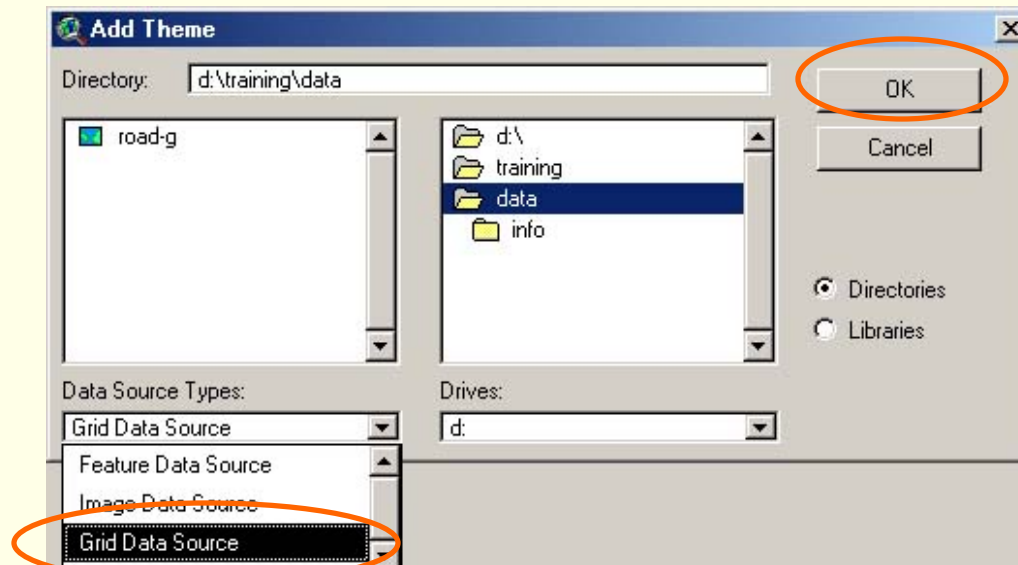 Add Theme
Directory: d:\training\data
OK
Cancel
road-g
d:\
training
data
info
Directories
Libraries
Data Source Types:
Grid Data Source
Drives:
d:
Feature Data Source
Image Data Source
Grid Data Source